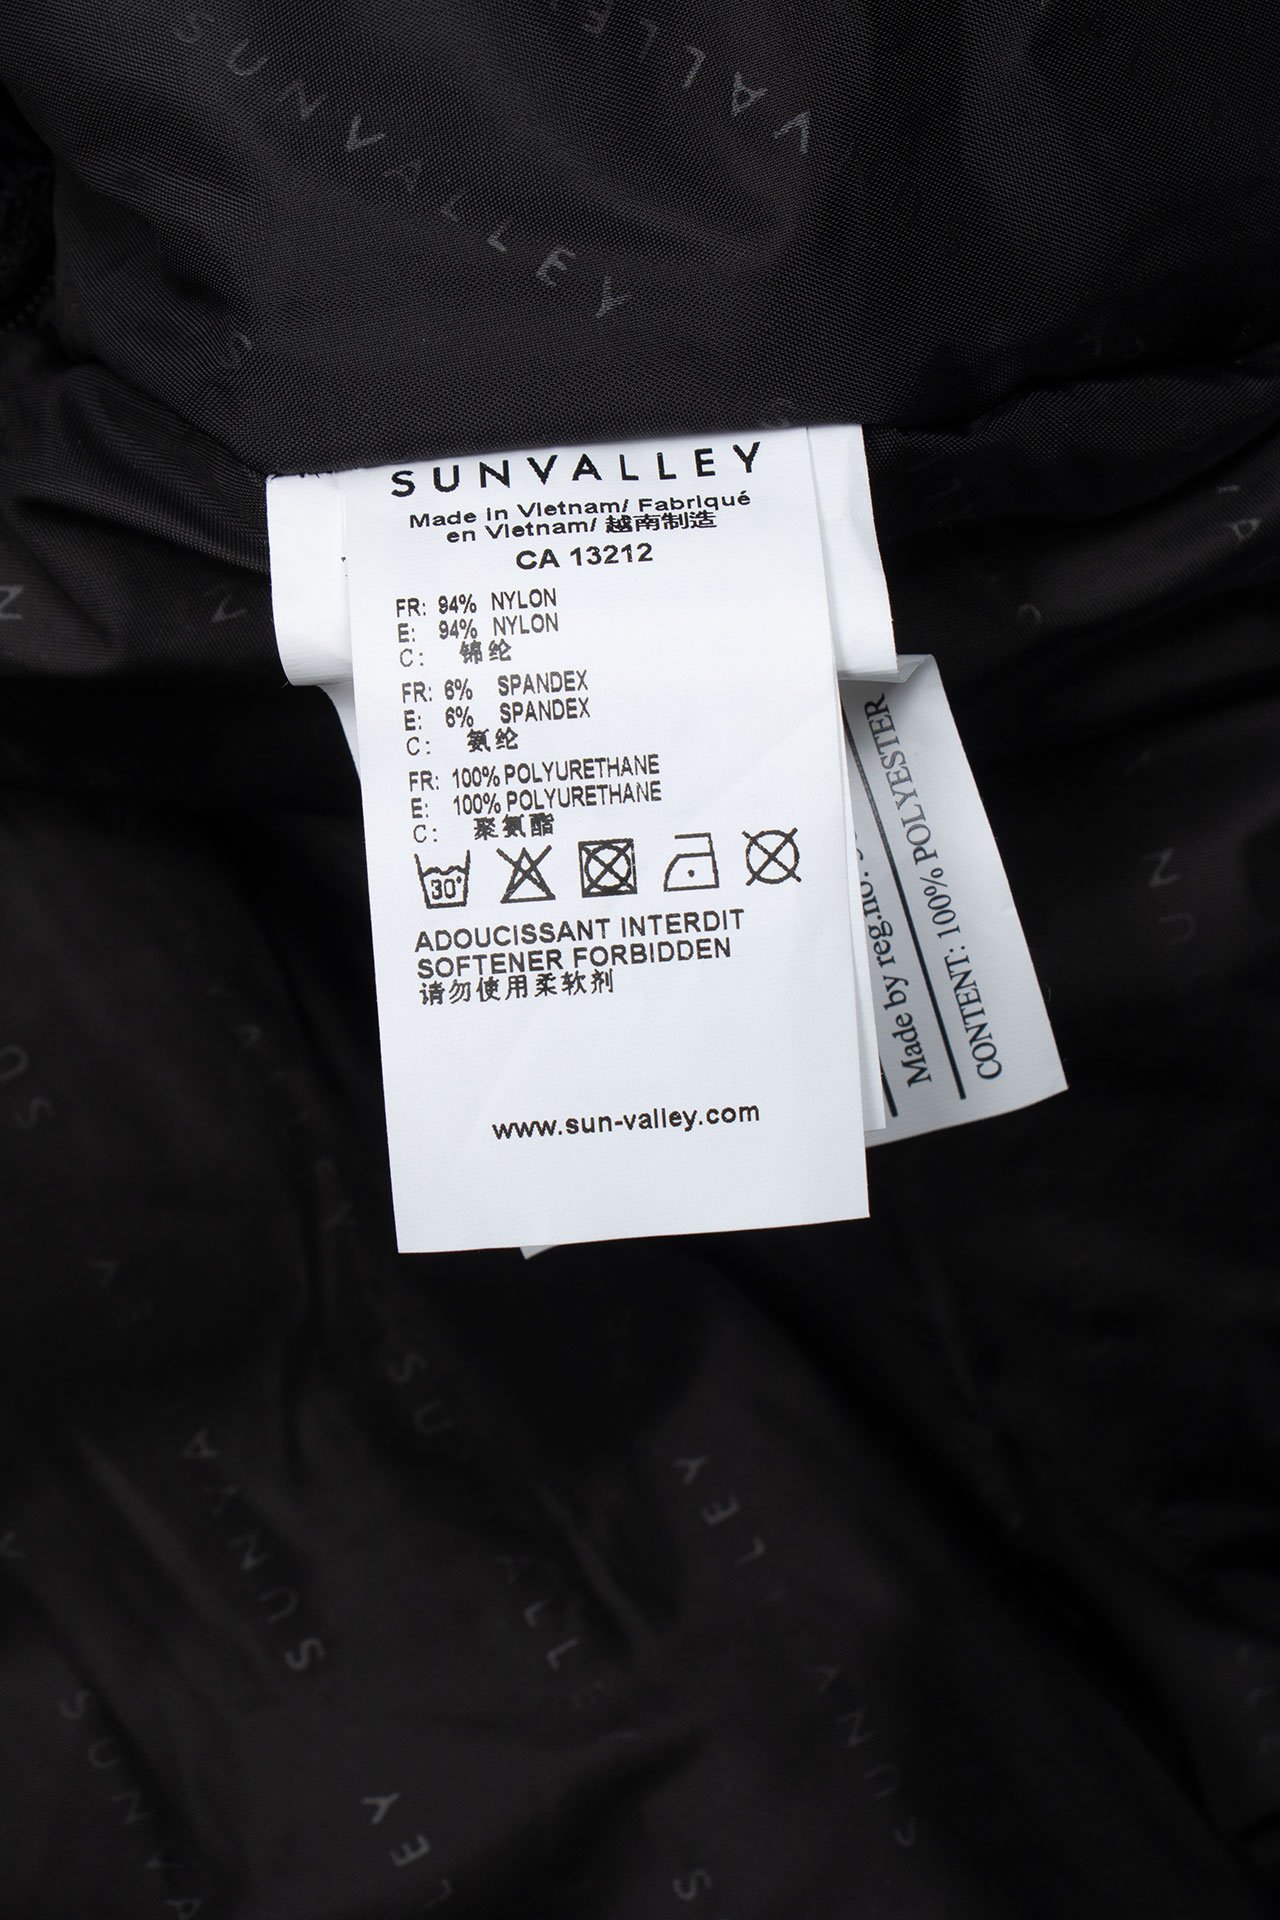 SUNVALLEY
VALLEY
SUNVALLEY
Made in Vietnam/ Fabriqué
en Vietnam/ 越南制造
CA 13212
FR: 94% NYLON
E: 94% NYLON
C: 锦纶
FR: 6% SPANDEX
E: 6% SPANDEX
C: 氨纶
FR: 100% POLYURETHANE
E: 100% POLYURETHANE
C: 聚氨酯
30°
ADOUCISSANT INTERDIT
SOFTENER FORBIDDEN
请勿使用柔软剂
www.sun-valley.com
Made by reg.no.
CONTENT: 100% POLYESTER